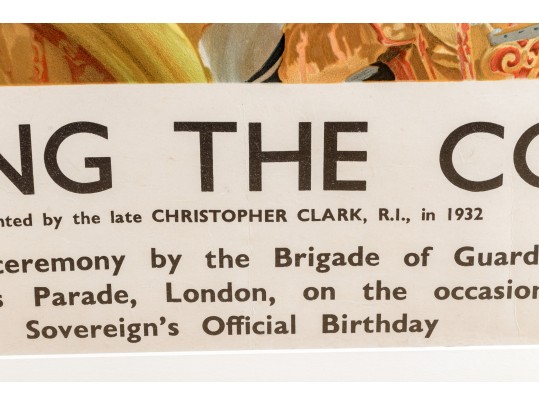 NG THE CO
nted by the late CHRISTOPHER CLARK, R.I., in 1932
ceremony by the Brigade of Guard
s Parade, London, on the occasion
Sovereign's Official Birthday